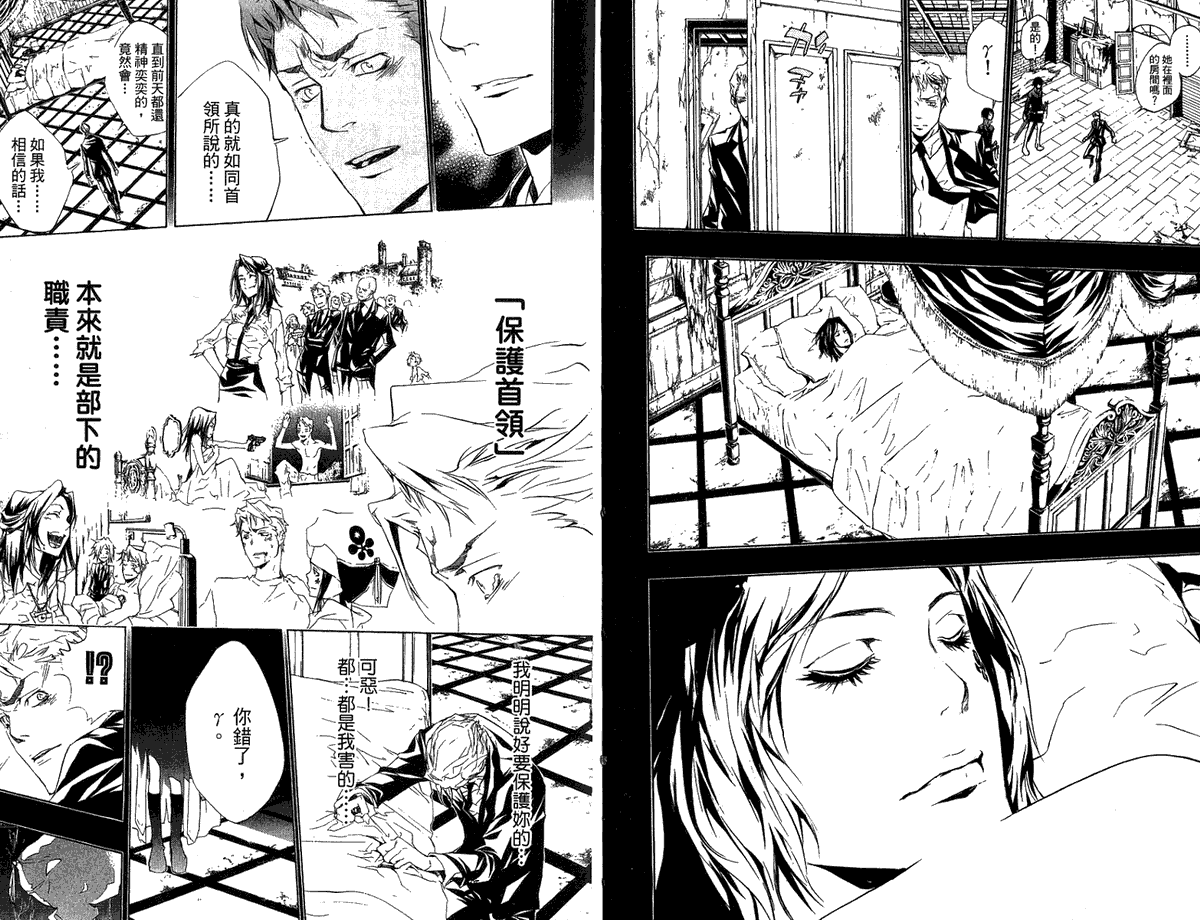 ……
她在裡面
的房間嗎？
是的！
γ！
ガタ
真的就如同首
領所說的……
直到前天都還
精神奕奕的，
竟然會…
如果我……
相信的話…
「保護首領」
本來就是部下的
職責……
我明明說好要保護妳的…
可惡！
都…都是我害的……
你錯了，
γ。
!?